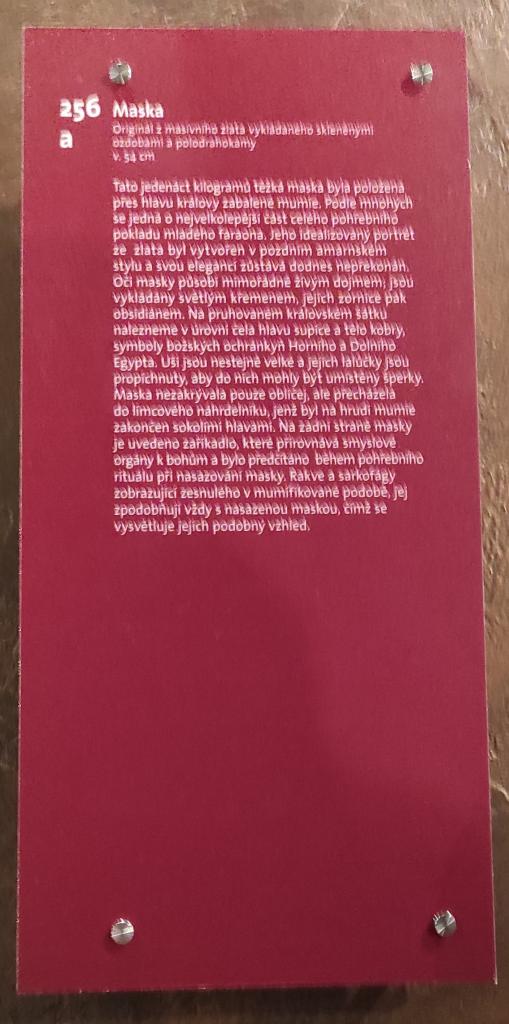 256 Maska
a
Originál z masivního zlata vykládaného skleněnými
ozdobami a polodrahokamy
v. 54 cm
Tato jedenáct kilogramů těžká maska byla položena
přes hlavu královy zabalené mumie. Podle mnohých
se jedná o nejvelkolepější část celého pohřebního
pokladu mladého faraona. Jeho idealizovaný portrét
ze zlata byl vytvořen v pozdním amarnském
stylu a svou elegancí zůstává dodnes nepřekonán.
Oči masky působí mimořádně živým dojmem; jsou
vykládány světlým křemenem, jejich zornice pak
obsidiánem. Na pruhovaném královském šátku
nalezneme v úrovni čela hlavu supice a tělo kobry,
symboly božských ochránkyň Horního a Dolního
Egypta. Uši jsou nestejně velké a jejich lalůčky jsou
propíchnuty, aby do nich mohly být umístěny šperky.
Maska nezakrývala pouze obličej, ale přecházela
do límcového náhrdelníku, jenž byl na hrudi mumie
zakončen sokolími hlavami. Na zadní straně masky
je uvedeno zaříkadlo, které přirovnává smyslové
orgány k bohům a bylo předčítáno během pohřebního
rituálu při nasazování masky. Rakve a sarkofágy
zobrazující zesnulého v mumifikované podobě, jej
zpodobňují vždy s nasazenou maskou, čímž se
vysvětluje jejich podobný vzhled.